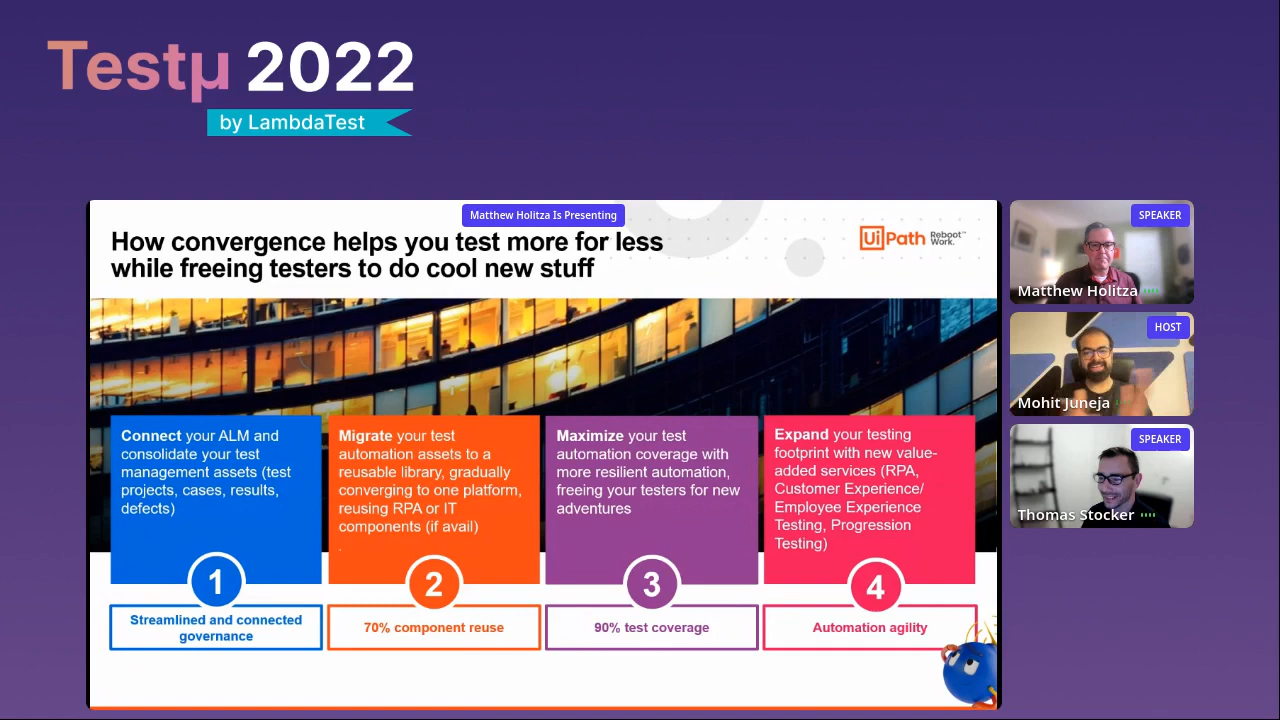 Testμ 2022
by LambdaTest
Matthew Holitza Is Presenting
How convergence helps you test more for less
while freeing testers to do cool new stuff
UiPath Reboot
Work.™
Connect your ALM and
consolidate your test
management assets (test
projects, cases, results,
defects)
1
Streamlined and connected
governance
Migrate your test
automation assets to a
reusable library, gradually
converging to one platform,
reusing RPA or IT
components (if avail)
.
2
70% component reuse
Maximize your test
automation coverage with
more resilient automation,
freeing your testers for new
adventures
3
90% test coverage
Expand your testing
footprint with new value-
added services (RPA,
Customer Experience/
Employee Experience
Testing, Progression
Testing)
4
Automation agility
SPEAKER
Matthew Holitza
HOST
Mohit Juneja
SPEAKER
Thomas Stocker